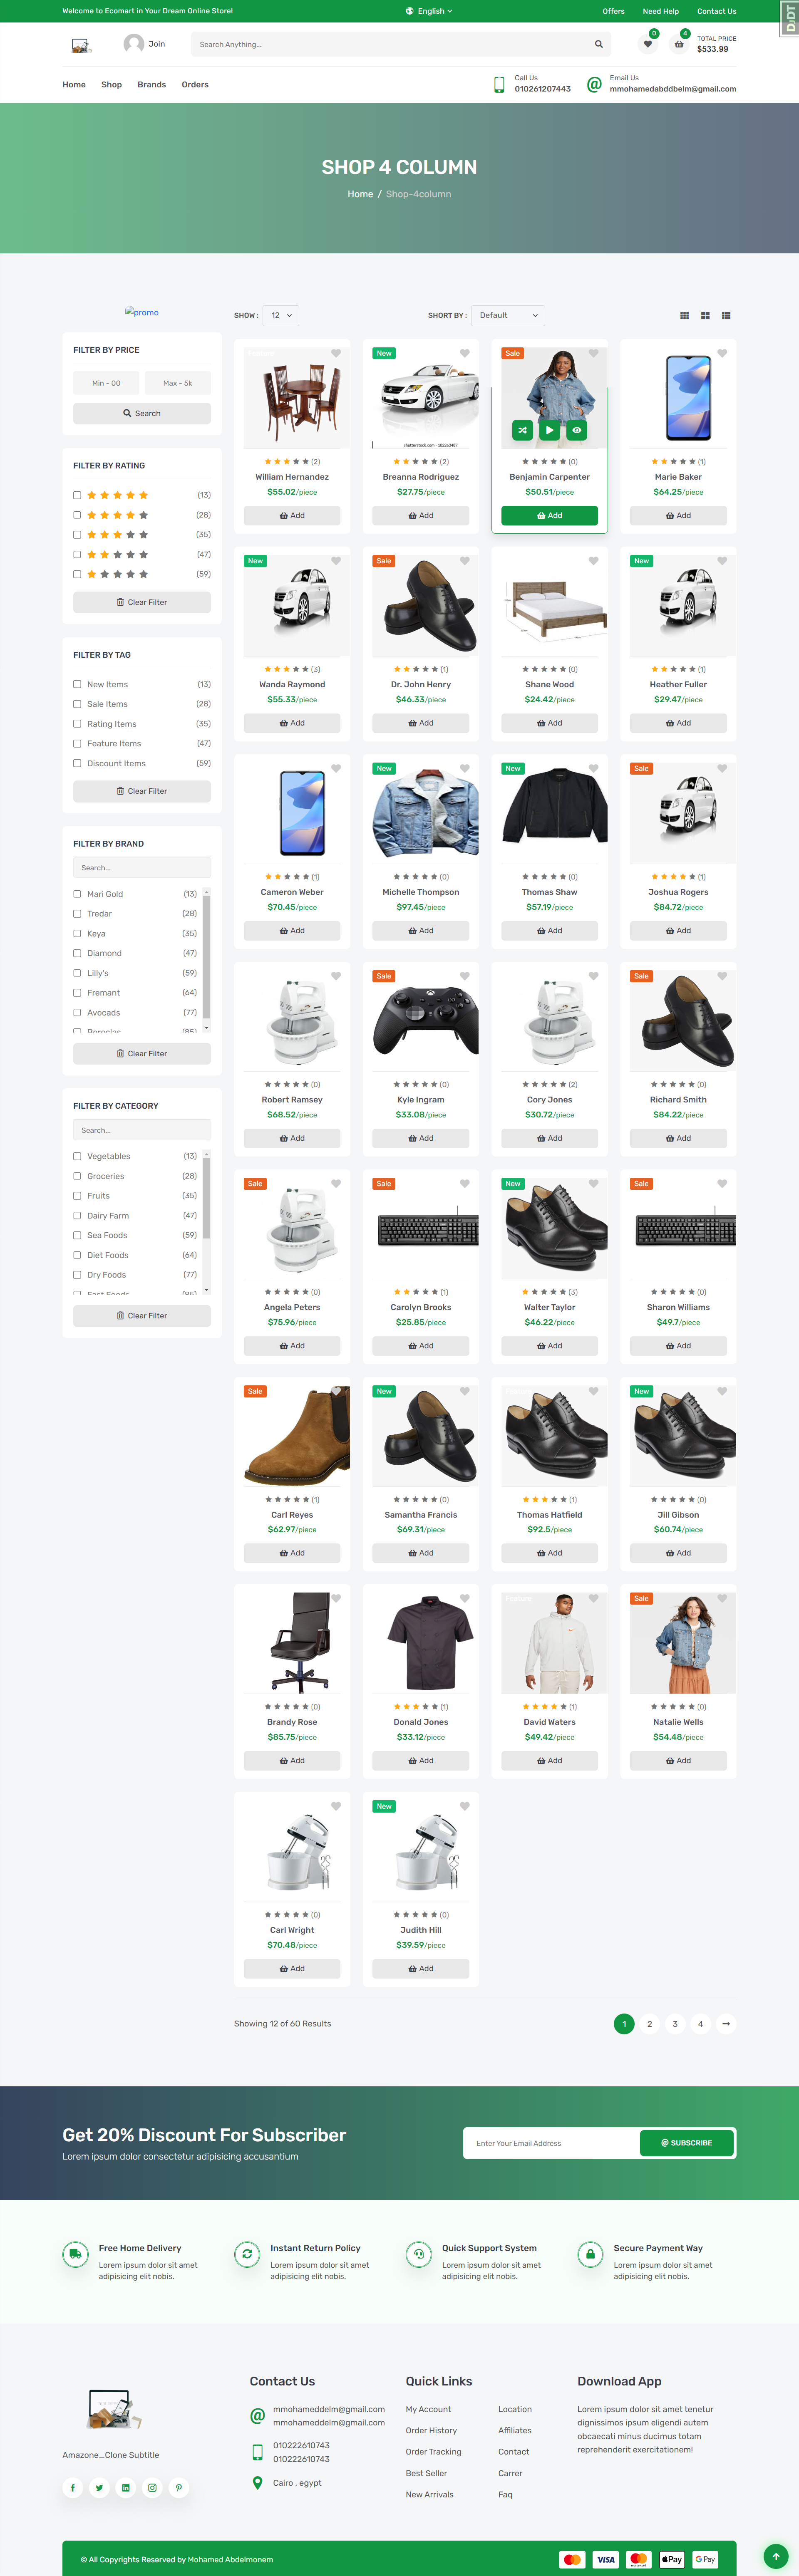 Welcome to Ecomart in Your Dream Online Store!
English
Offers
Need Help
Contact Us
DjDT
Join
Search Anything...
0
4
TOTAL PRICE
$533.99
Home
Shop
Brands
Orders
Call Us
010261207443
Email Us
mmohamedabddbelm@gmail.com
SHOP 4 COLUMN
Home / Shop-4column
promo
FILTER BY PRICE
Min - 00
Max - 5k
Search
FILTER BY RATING
(13)
(28)
(35)
(47)
(59)
Clear Filter
FILTER BY TAG
New Items (13)
Sale Items (28)
Rating Items (35)
Feature Items (47)
Discount Items (59)
Clear Filter
FILTER BY BRAND
Search...
Mari Gold (13)
Tredar (28)
Keya (35)
Diamond (47)
Lilly's (59)
Fremant (64)
Avocads (77)
Clear Filter
FILTER BY CATEGORY
Search...
Vegetables (13)
Groceries (28)
Fruits (35)
Dairy Farm (47)
Sea Foods (59)
Diet Foods (64)
Dry Foods (77)
Fast Foods (85)
Clear Filter
SHOW :
12
SHORT BY :
Default
(2)
William Hernandez
$55.02/piece
Add
New
shutterstock.com · 182263487
(2)
Breanna Rodriguez
$27.75/piece
Add
Sale
(0)
Benjamin Carpenter
$50.51/piece
Add
(1)
Marie Baker
$64.25/piece
Add
New
(3)
Wanda Raymond
$55.33/piece
Add
Sale
(1)
Dr. John Henry
$46.33/piece
Add
(0)
Shane Wood
$24.42/piece
Add
New
(1)
Heather Fuller
$29.47/piece
Add
(1)
Cameron Weber
$70.45/piece
Add
New
(0)
Michelle Thompson
$97.45/piece
Add
New
(0)
Thomas Shaw
$57.19/piece
Add
Sale
(1)
Joshua Rogers
$84.72/piece
Add
(0)
Robert Ramsey
$68.52/piece
Add
Sale
(0)
Kyle Ingram
$33.08/piece
Add
(2)
Cory Jones
$30.72/piece
Add
Sale
(0)
Richard Smith
$84.22/piece
Add
Sale
(0)
Angela Peters
$75.96/piece
Add
Sale
(1)
Carolyn Brooks
$25.85/piece
Add
New
(3)
Walter Taylor
$46.22/piece
Add
Sale
(0)
Sharon Williams
$49.7/piece
Add
Sale
(1)
Carl Reyes
$62.97/piece
Add
New
(0)
Samantha Francis
$69.31/piece
Add
(1)
Thomas Hatfield
$92.5/piece
Add
New
(0)
Jill Gibson
$60.74/piece
Add
(0)
Brandy Rose
$85.75/piece
Add
(1)
Donald Jones
$33.12/piece
Add
Feature
(1)
David Waters
$49.42/piece
Add
Sale
(0)
Natalie Wells
$54.48/piece
Add
(0)
Carl Wright
$70.48/piece
Add
New
(0)
Judith Hill
$39.59/piece
Add
Showing 12 of 60 Results
1
2
3
4
Get 20% Discount For Subscriber
Lorem ipsum dolor consectetur adipisicing accusantium
Enter Your Email Address
@ SUBSCRIBE
Free Home Delivery
Lorem ipsum dolor sit amet
adipisicing elit nobis.
Instant Return Policy
Lorem ipsum dolor sit amet
adipisicing elit nobis.
Quick Support System
Lorem ipsum dolor sit amet
adipisicing elit nobis.
Secure Payment Way
Lorem ipsum dolor sit amet
adipisicing elit nobis.
Amazone_Clone Subtitle
Contact Us
mmohameddelm@gmail.com
mmohameddelm@gmail.com
010222610743
010222610743
Cairo , egypt
Quick Links
My Account
Order History
Order Tracking
Best Seller
New Arrivals
Location
Affiliates
Contact
Carrer
Faq
Download App
Lorem ipsum dolor sit amet tenetur
dignissimos ipsum eligendi autem
obcaecati minus ducimus totam
reprehenderit exercitationem!
© All Copyrights Reserved by Mohamed Abdelmonem
VISA
Pay
G Pay